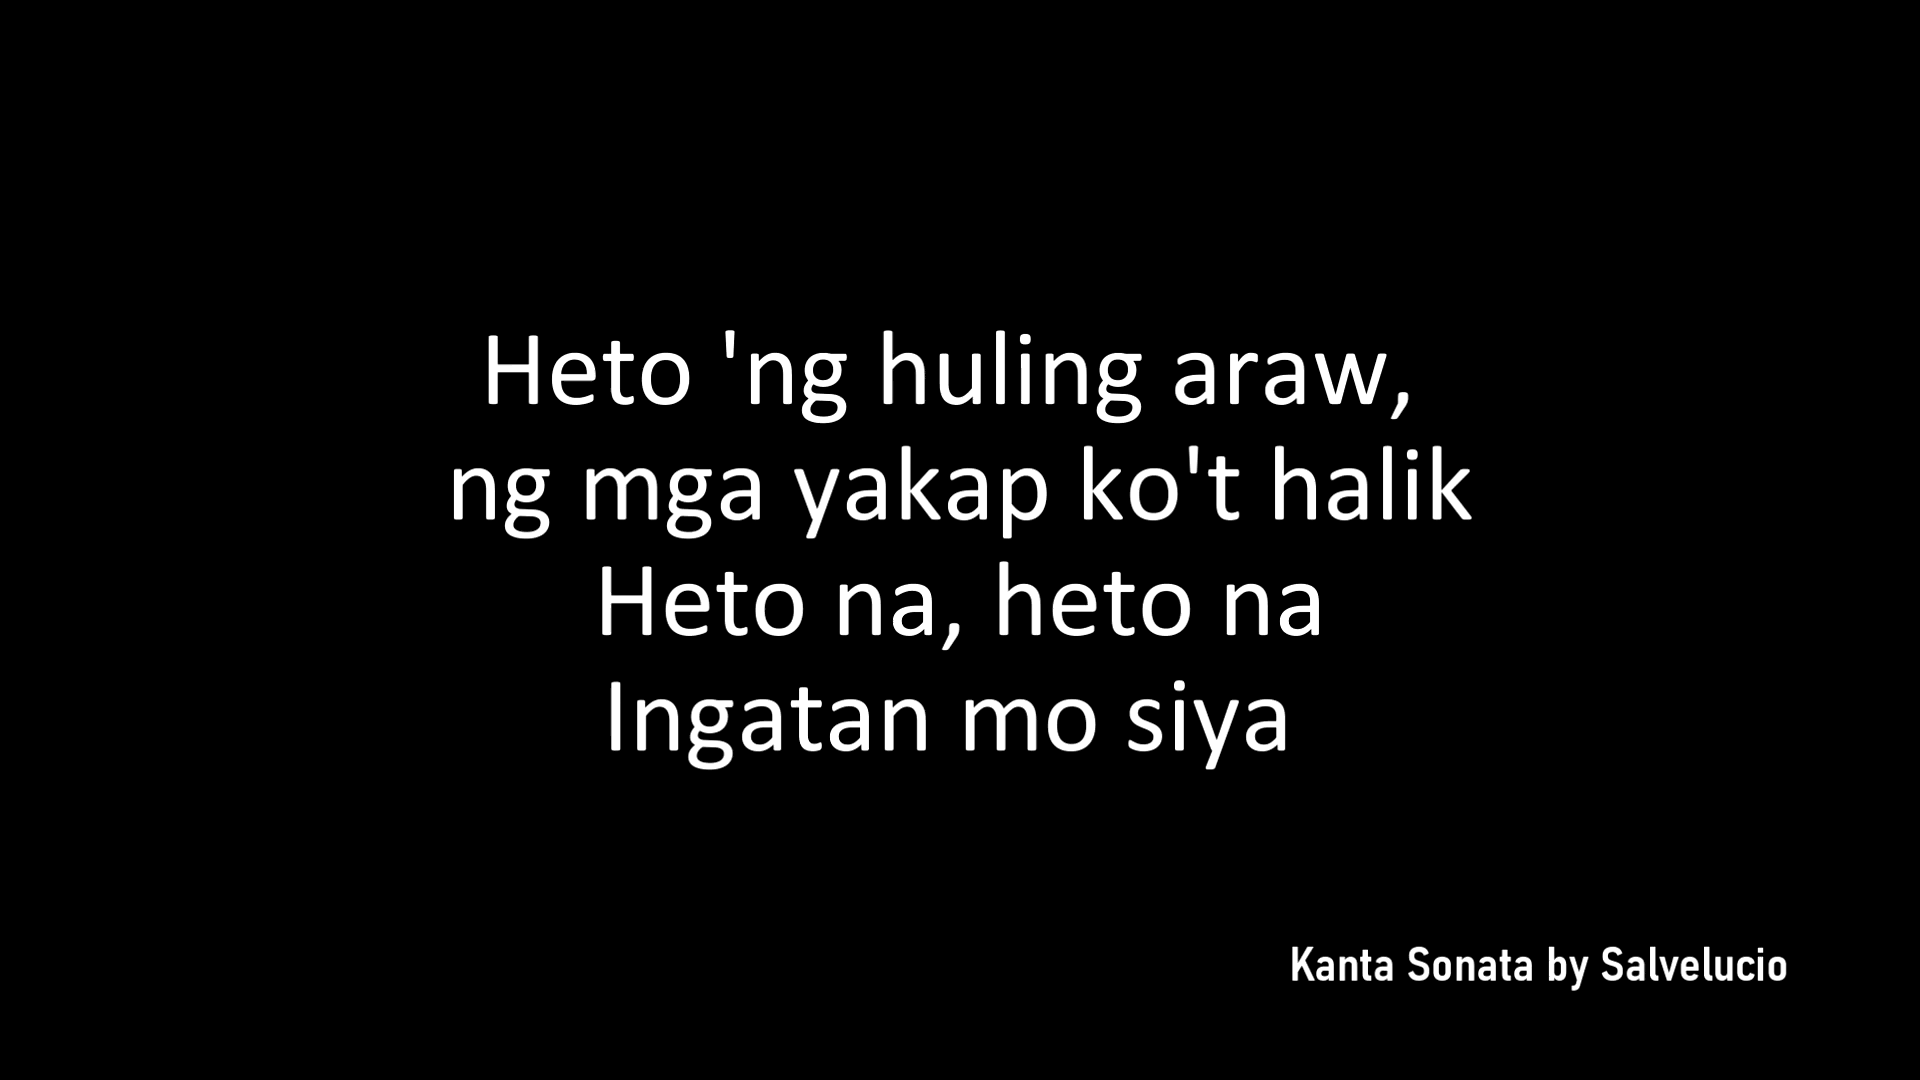 Heto 'ng huling araw,
ng mga yakap ko't halik
Heto na, heto na
Ingatan mo siya
Kanta Sonata by Salvelucio